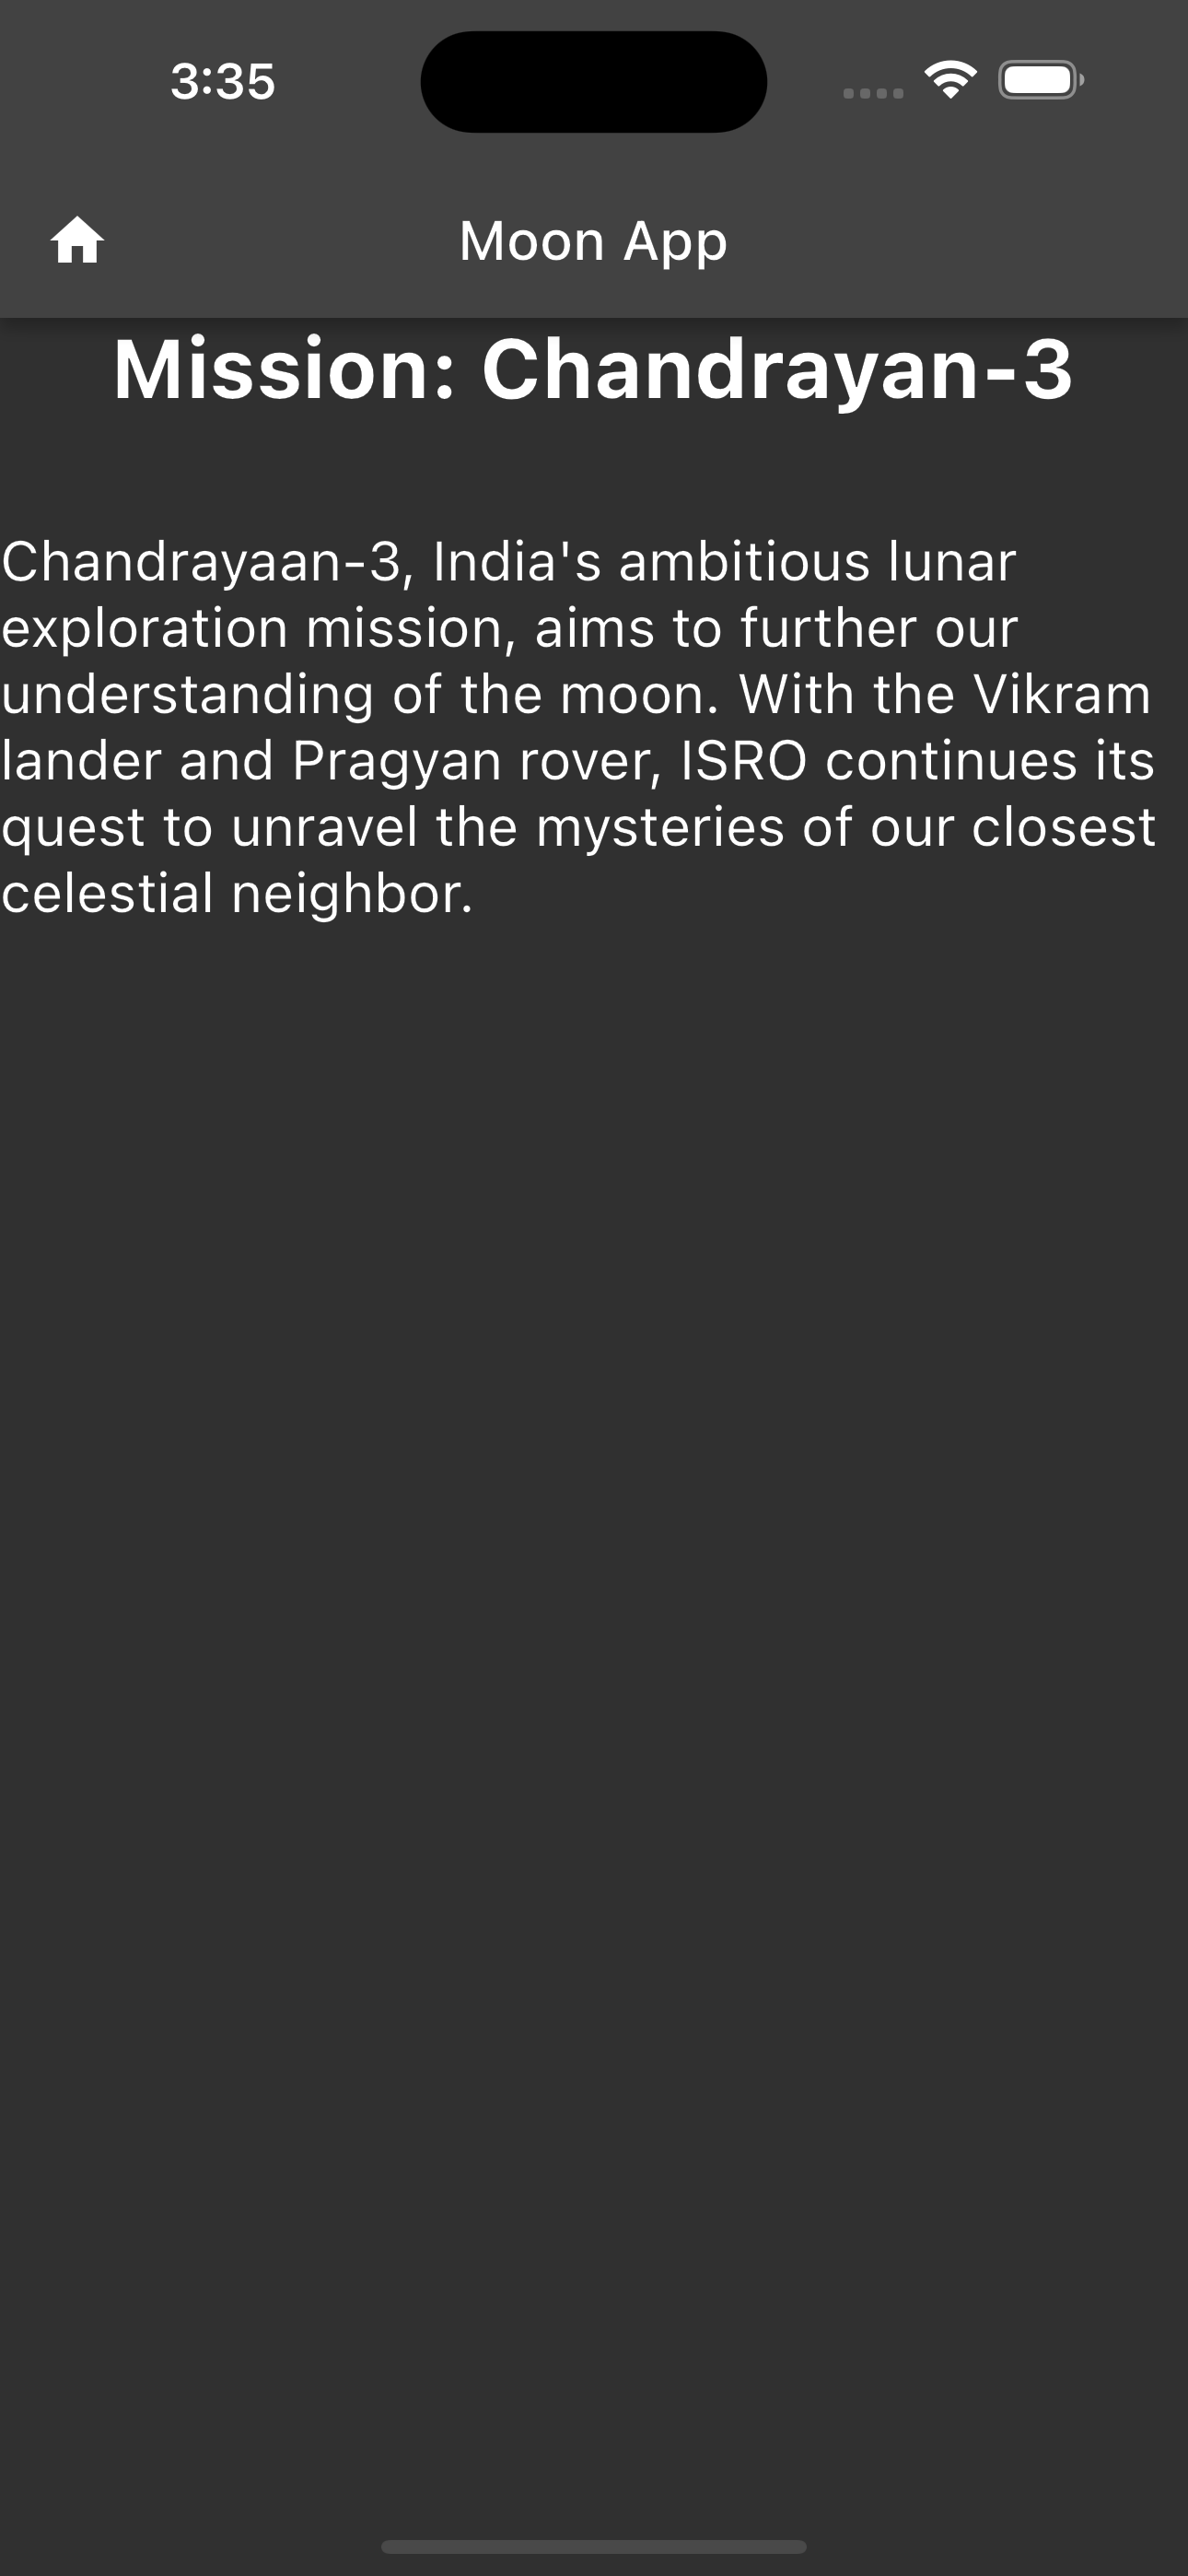 3:35
Moon App
Mission: Chandrayan-3
Chandrayaan-3, India's ambitious lunar
exploration mission, aims to further our
understanding of the moon. With the Vikram
lander and Pragyan rover, ISRO continues its
quest to unravel the mysteries of our closest
celestial neighbor.